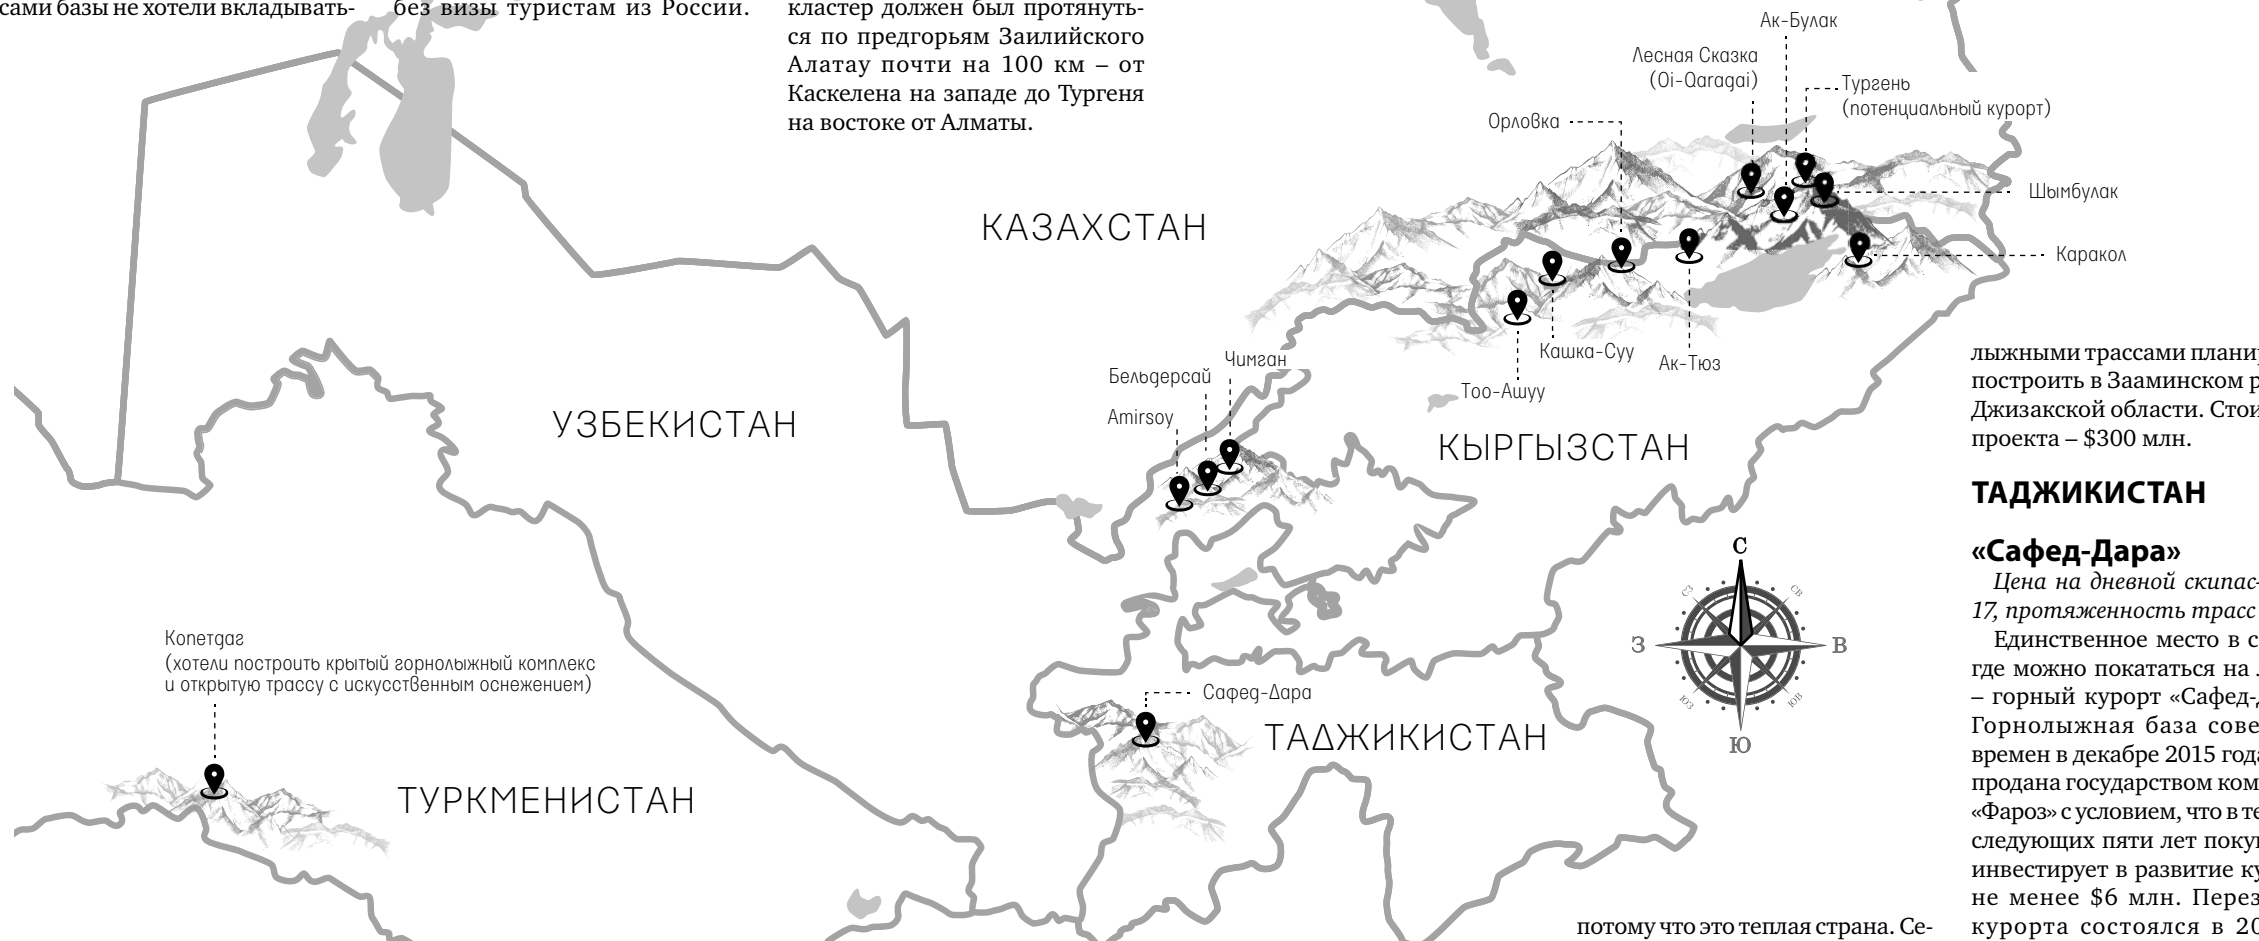 сами базы не хотели вкладывать-
без визы туристам из России.
кластер должен был протянуть-
ся по предгорьям Заилийского
Алатау почти на 100 км – от
Каскелена на западе до Тургеня
на востоке от Алматы.
Ак-Булак
Лесная Сказка
(Oi-Qaragai)
Тургень
(потенциальный курорт)
Орловка
Шымбулак
Каракол
КАЗАХСТАН
Чимган
Бельдерсай
Amirsoy
Кашка-Суу
Ак-Тюз
Тоо-Ашуу
УЗБЕКИСТАН
КЫРГЫЗСТАН
лыжными трассами плани
построить в Зааминском
Джизакской области. Стои
проекта – $300 млн.
ТАДЖИКИСТАН
«Сафед-Дара»
Цена на дневной скипас-
17, протяженность трасс
Единственное место в с
где можно покататься на
– горный курорт «Сафед-
Горнолыжная база сове
времен в декабре 2015 года
продана государством ком
«Фароз» с условием, что в те
следующих пяти лет поку
инвестирует в развитие ку
не менее $6 млн. Перез
курорта состоялся в 20
С
СЗ
СВ
З
В
ЮЗ
ЮВ
Ю
Копетдаг
(хотели построить крытый горнолыжный комплекс
и открытую трассу с искусственным оснежением)
Сафед-Дара
ТАДЖИКИСТАН
ТУРКМЕНИСТАН
потому что это теплая страна. Се-